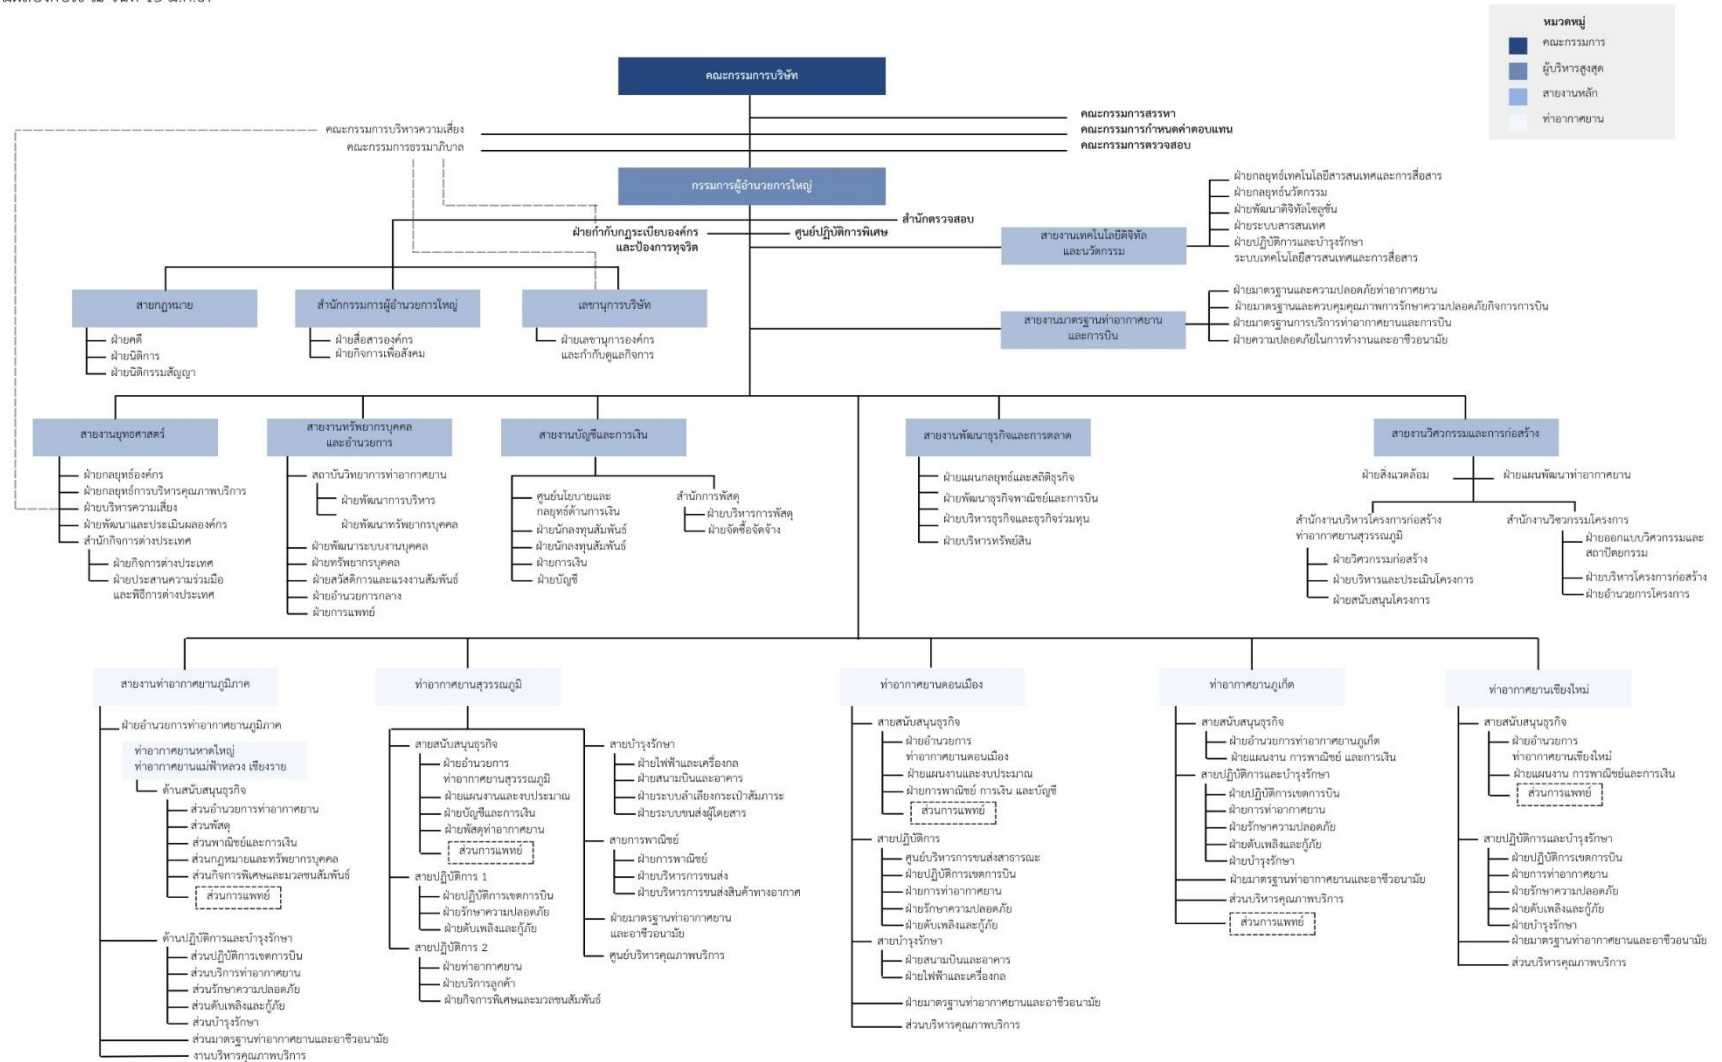 วันที่ 15
หมวดหมู่
คณะกรรมการ
ผู้บริหารสูงสุด
สายงานหลัก
ท่าอากาศยาน
คณะกรรมการบริษัท
คณะกรรมการสรรหา
คณะกรรมการกำหนดค่าตอบแทน
คณะกรรมการตรวจสอบ
คณะกรรมการบริหารความเสี่ยง
คณะกรรมการธรรมาภิบาล
กรรมการผู้อำนวยการใหญ่
สำนักตรวจสอบ
ฝ่ายกำกับกฎระเบียบองค์กร
และป้องการทุจริต
ศูนย์ปฏิบัติการพิเศษ
สายงานเทคโนโลยีดิจิทัล
และนวัตกรรม
ฝ่ายกลยุทธ์เทคโนโลยีสารสนเทศและการสื่อสาร
ฝ่ายกลยุทธ์นวัตกรรม
ฝ่ายพัฒนาดิจิทัลโซลูชั่น
ฝ่ายระบบสารสนเทศ
ฝ่ายปฏิบัติการและบำรุงรักษา
ระบบเทคโนโลยีสารสนเทศและการสื่อสาร
สายงานมาตรฐานท่าอากาศยาน
และการบิน
ฝ่ายมาตรฐานและความปลอดภัยท่าอากาศยาน
ฝ่ายมาตรฐานและควบคุมคุณภาพการรักษาความปลอดภัยกิจการการบิน
ฝ่ายมาตรฐานการบริการท่าอากาศยานและการบิน
ฝ่ายความปลอดภัยในการทำงานและอาชีวอนามัย
สายกฎหมาย
ฝ่ายคดี
ฝ่ายนิติการ
ฝ่ายนิติกรรมสัญญา
สำนักกรรมการผู้อำนวยการใหญ่
ฝ่ายสื่อสารองค์กร
ฝ่ายกิจการเพื่อสังคม
เลขานุการบริษัท
ฝ่ายเลขานุการองค์กร
และกำกับดูแลกิจการ
สายงานยุทธศาสตร์
ฝ่ายกลยุทธ์องค์กร
ฝ่ายกลยุทธ์การบริหารคุณภาพบริการ
ฝ่ายบริหารความเสี่ยง
ฝ่ายพัฒนาและประเมินผลองค์กร
สำนักกิจการต่างประเทศ
ฝ่ายกิจการต่างประเทศ
ฝ่ายประสานความร่วมมือ
และพิธีการต่างประเทศ
สายงานทรัพยากรบุคคล
และอำนวยการ
สถาบันวิทยาการท่าอากาศยาน
ฝ่ายพัฒนาการบริหาร
ฝ่ายพัฒนาทรัพยากรบุคคล
ฝ่ายพัฒนาระบบงานบุคคล
ฝ่ายทรัพยากรบุคคล
ฝ่ายสวัสดิการและแรงงานสัมพันธ์
ฝ่ายอำนวยการกลาง
ฝ่ายการแพทย์
สายงานบัญชีและการเงิน
ศูนย์นโยบายและ
กลยุทธ์ด้านการเงิน
ฝ่ายนักลงทุนสัมพันธ์
ฝ่ายนักลงทุนสัมพันธ์
ฝ่ายการเงิน
ฝ่ายบัญชี
สำนักการพัสดุ
ฝ่ายบริหารการพัสดุ
ฝ่ายจัดซื้อจัดจ้าง
สายงานพัฒนาธุรกิจและการตลาด
ฝ่ายแผนกลยุทธ์และสถิติธุรกิจ
ฝ่ายพัฒนาธุรกิจพาณิชย์และการบิน
ฝ่ายบริหารธุรกิจและธุรกิจร่วมทุน
ฝ่ายบริหารทรัพย์สิน
สายงานวิศวกรรมและการก่อสร้าง
ฝ่ายสิ่งแวดล้อม
ฝ่ายแผนพัฒนาท่าอากาศยาน
สำนักงานบริหารโครงการก่อสร้าง
ท่าอากาศยานสุวรรณภูมิ
ฝ่ายวิศวกรรมก่อสร้าง
ฝ่ายบริหารและประเมินโครงการ
ฝ่ายสนับสนุนโครงการ
สำนักงานวิศวกรรมโครงการ
ฝ่ายออกแบบวิศวกรรมและ
สถาปัตยกรรม
ฝ่ายบริหารโครงการก่อสร้าง
ฝ่ายอำนวยการโครงการ
สายงานท่าอากาศยานภูมิภาค
ฝ่ายอำนวยการท่าอากาศยานภูมิภาค
ท่าอากาศยานหาดใหญ่
ท่าอากาศยานแม่ฟ้าหลวง เชียงราย
ด้านสนับสนุนธุรกิจ
ส่วนอำนวยการท่าอากาศยาน
ส่วนพัสดุ
ส่วนพาณิชย์และการเงิน
ส่วนกฎหมายและทรัพยากรบุคคล
ส่วนกิจการพิเศษและมวลชนสัมพันธ์
ส่วนการแพทย์
ด้านปฏิบัติการและบำรุงรักษา
ส่วนปฏิบัติการเขตการบิน
ส่วนบริการท่าอากาศยาน
ส่วนรักษาความปลอดภัย
ส่วนดับเพลิงและกู้ภัย
ส่วนบำรุงรักษา
ส่วนมาตรฐานท่าอากาศยานและอาชีวอนามัย
งานบริหารคุณภาพบริการ
ท่าอากาศยานสุวรรณภูมิ
สายสนับสนุนธุรกิจ
ฝ่ายอำนวยการ
ท่าอากาศยานสุวรรณภูมิ
ฝ่ายแผนงานและงบประมาณ
ฝ่ายบัญชีและการเงิน
ฝ่ายพัสดุท่าอากาศยาน
ส่วนการแพทย์
สายปฏิบัติการ 1
ฝ่ายปฏิบัติการเขตการบิน
ฝ่ายรักษาความปลอดภัย
ฝ่ายดับเพลิงและกู้ภัย
สายปฏิบัติการ 2
ฝ่ายท่าอากาศยาน
ฝ่ายบริการลูกค้า
ฝ่ายกิจการพิเศษและมวลชนสัมพันธ์
สายบำรุงรักษา
ฝ่ายไฟฟ้าและเครื่องกล
ฝ่ายสนามบินและอาคาร
ฝ่ายระบบลำเลียงกระเป๋าสัมภาระ
ฝ่ายระบบขนส่งผู้โดยสาร
สายการพาณิชย์
ฝ่ายการพาณิชย์
ฝ่ายบริหารการขนส่ง
ฝ่ายบริหารการขนส่งสินค้าทางอากาศ
ฝ่ายมาตรฐานท่าอากาศยาน
และอาชีวอนามัย
ศูนย์บริหารคุณภาพบริการ
ท่าอากาศยานดอนเมือง
สายสนับสนุนธุรกิจ
ฝ่ายอำนวยการ
ท่าอากาศยานดอนเมือง
ฝ่ายแผนงานและงบประมาณ
ฝ่ายการพาณิชย์ การเงิน และบัญชี
ส่วนการแพทย์
สายปฏิบัติการ
ศูนย์บริหารการขนส่งสาธารณะ
ฝ่ายปฏิบัติการเขตการบิน
ฝ่ายการท่าอากาศยาน
ฝ่ายรักษาความปลอดภัย
ฝ่ายดับเพลิงและกู้ภัย
สายบำรุงรักษา
ฝ่ายสนามบินและอาคาร
ฝ่ายไฟฟ้าและเครื่องกล
ฝ่ายมาตรฐานท่าอากาศยานและอาชีวอนามัย
ส่วนบริหารคุณภาพบริการ
ท่าอากาศยานภูเก็ต
สายสนับสนุนธุรกิจ
ฝ่ายอำนวยการท่าอากาศยานภูเก็ต
ฝ่ายแผนงาน การพาณิชย์ และการเงิน
สายปฏิบัติการและบำรุงรักษา
ฝ่ายปฏิบัติการเขตการบิน
ฝ่ายการท่าอากาศยาน
ฝ่ายรักษาความปลอดภัย
ฝ่ายดับเพลิงและกู้ภัย
ฝ่ายบำรุงรักษา
ฝ่ายมาตรฐานท่าอากาศยานและอาชีวอนามัย
ส่วนบริหารคุณภาพบริการ
ส่วนการแพทย์
ท่าอากาศยานเชียงใหม่
สายสนับสนุนธุรกิจ
ฝ่ายอำนวยการ
ท่าอากาศยานเชียงใหม่
ฝ่ายแผนงาน การพาณิชย์และการเงิน
ส่วนการแพทย์
สายปฏิบัติการและบำรุงรักษา
ฝ่ายปฏิบัติการเขตการบิน
ฝ่ายการท่าอากาศยาน
ฝ่ายรักษาความปลอดภัย
ฝ่ายดับเพลิงและกู้ภัย
ฝ่ายบำรุงรักษา
ฝ่ายมาตรฐานท่าอากาศยานและอาชีวอนามัย
ส่วนบริหารคุณภาพบริการ